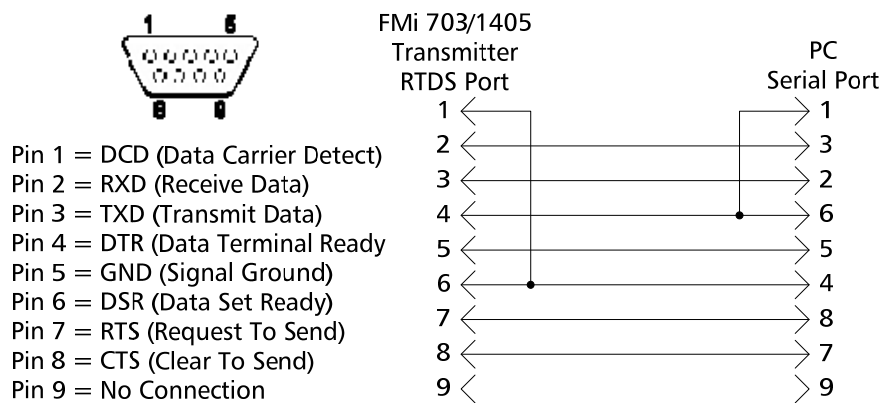 1 5
6 9
Pin 1 = DCD (Data Carrier Detect)
Pin 2 = RXD (Receive Data)
Pin 3 = TXD (Transmit Data)
Pin 4 = DTR (Data Terminal Ready
Pin 5 = GND (Signal Ground)
Pin 6 = DSR (Data Set Ready)
Pin 7 = RTS (Request To Send)
Pin 8 = CTS (Clear To Send)
Pin 9 = No Connection
FMi 703/1405
Transmitter
RTDS Port
PC
Serial Port
1 1
2 3
3 2
4 6
5 5
6 4
7 8
8 7
9 9